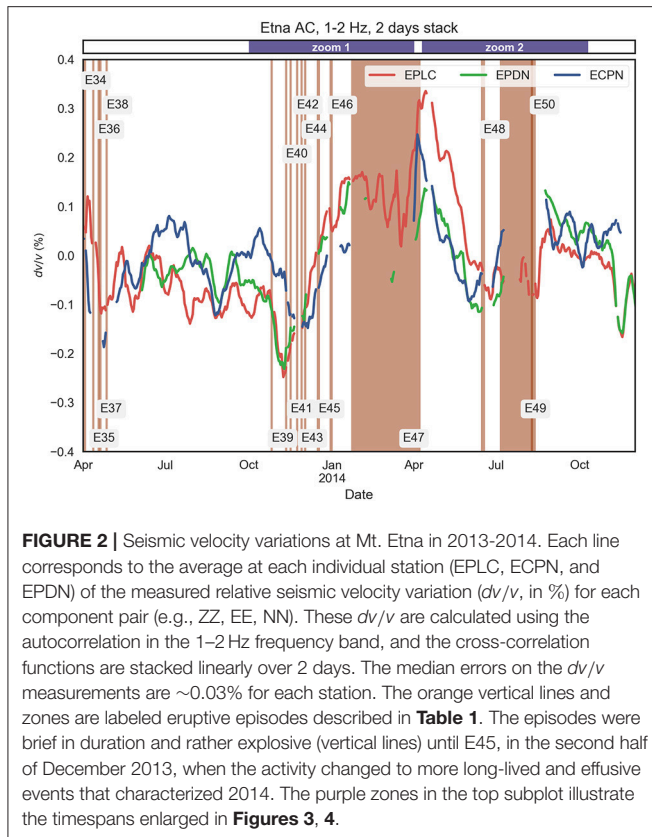 Etna AC, 1-2 Hz, 2 days stack
zoom 1
zoom 2
EPLC
EPDN
ECPN
E34
E38
E36
E42
E44
E40
E46
E48
E50
E37
E35
E39
E41
E43
E45
E47
E49
0.4
0.3
0.2
0.1
0.0
−0.1
−0.2
−0.3
−0.4
dv/v (%)
Apr
Jul
Oct
Jan
2014
Apr
Jul
Oct
Date
FIGURE 2 | Seismic velocity variations at Mt. Etna in 2013-2014. Each line
corresponds to the average at each individual station (EPLC, ECPN, and
EPDN) of the measured relative seismic velocity variation (dv/v, in %) for each
component pair (e.g., ZZ, EE, NN). These dv/v are calculated using the
autocorrelation in the 1–2 Hz frequency band, and the cross-correlation
functions are stacked linearly over 2 days. The median errors on the dv/v
measurements are ~0.03% for each station. The orange vertical lines and
zones are labeled eruptive episodes described in Table 1. The episodes were
brief in duration and rather explosive (vertical lines) until E45, in the second half
of December 2013, when the activity changed to more long-lived and effusive
events that characterized 2014. The purple zones in the top subplot illustrate
the timespans enlarged in Figures 3, 4.